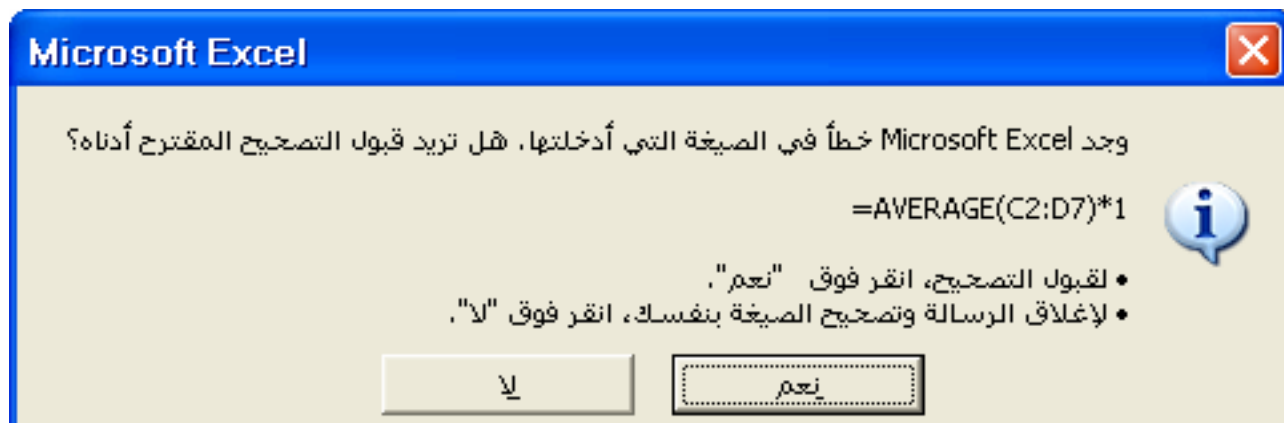 Microsoft Excel
وجد Microsoft Excel خطأ في الصيغة التي أدخلتها. هل تريد قبول التصحيح المقترح أدناه؟
=AVERAGE(C2:D7)*1
• لقبول التصحيح، انقر فوق "نعم".
• لإغلاق الرسالة وتصحيح الصيغة بنفسك، انقر فوق "لا".
نعم لا